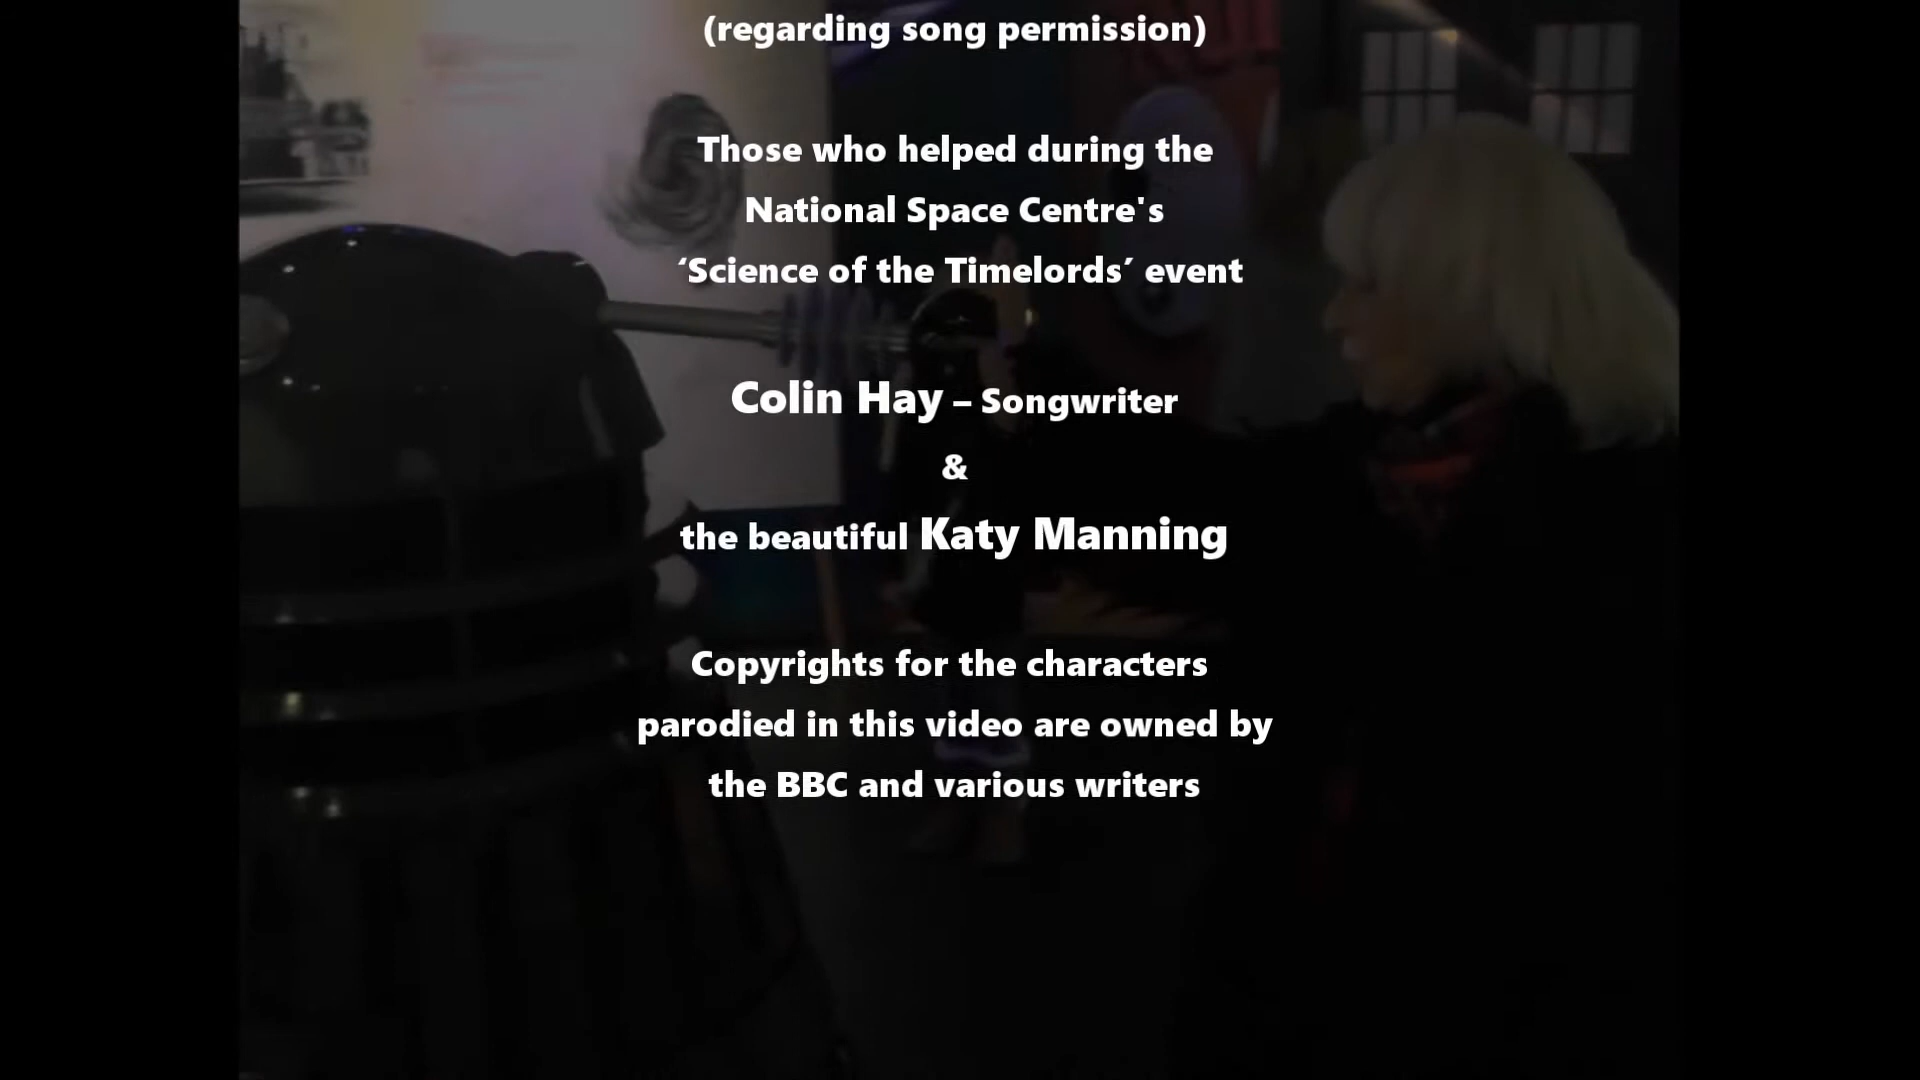 (regarding song permission)
Those who helped during the
National Space Centre's
‘Science of the Timelords’ event
Colin Hay – Songwriter
&
the beautiful Katy Manning
Copyrights for the characters
parodied in this video are owned by
the BBC and various writers